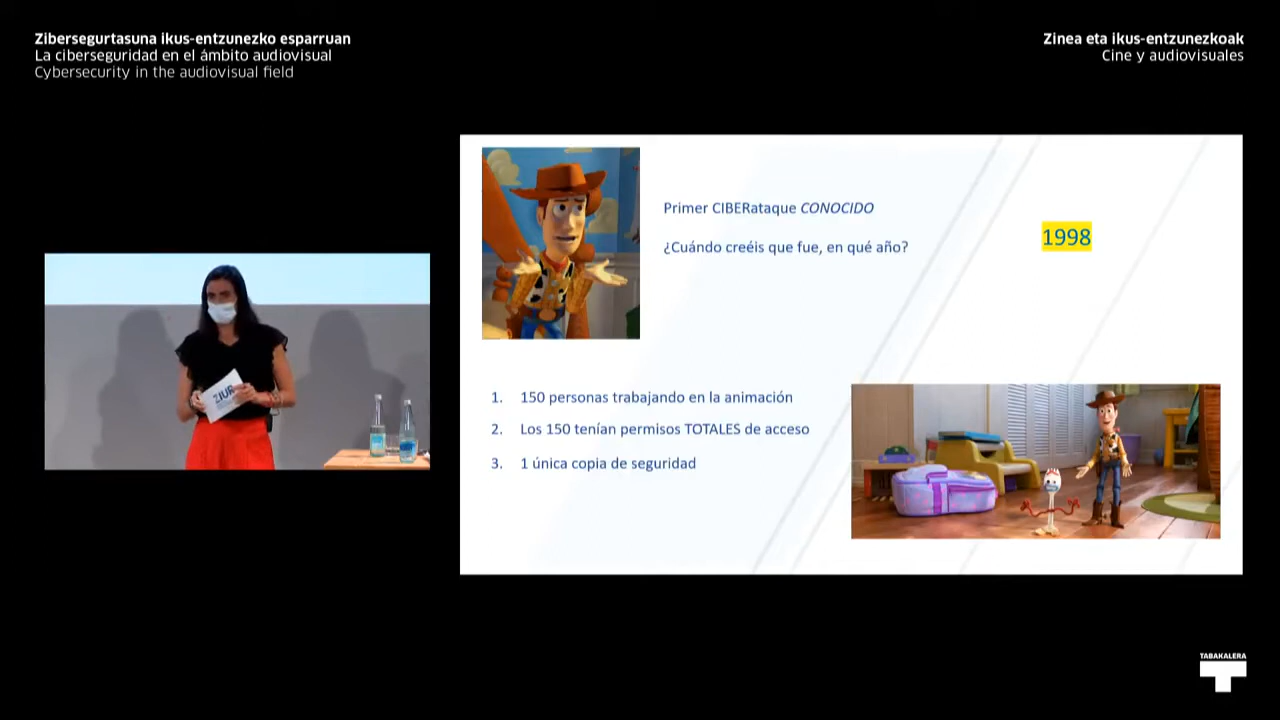 Zibersegurtasuna ikus-entzunezko esparruan
La ciberseguridad en el ámbito audiovisual
Cybersecurity in the audiovisual field
Zinea eta ikus-entzunezkoak
Cine y audiovisuales
Primer CIBERataque CONOCIDO
¿Cuándo creéis que fue, en qué año?
1998
1. 150 personas trabajando en la animación
2. Los 150 tenían permisos TOTALES de acceso
3. 1 única copia de seguridad
ZIUR
TABAKALERA